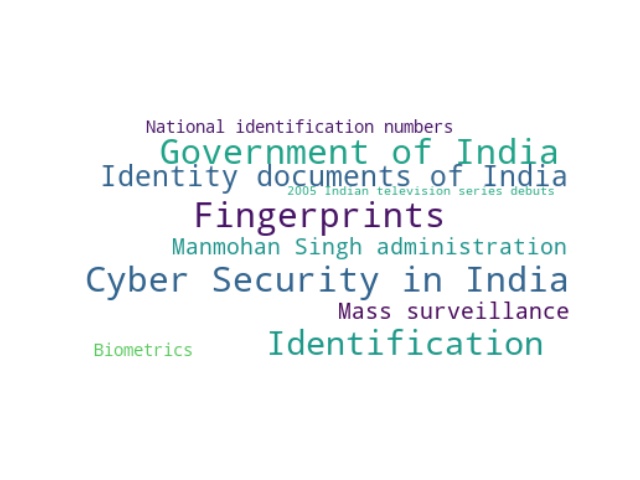 National identification numbers
Government of India
Identity documents of India
2005 Indian television series debuts
Fingerprints
Manmohan Singh administration
Cyber Security in India
Mass surveillance
Identification
Biometrics